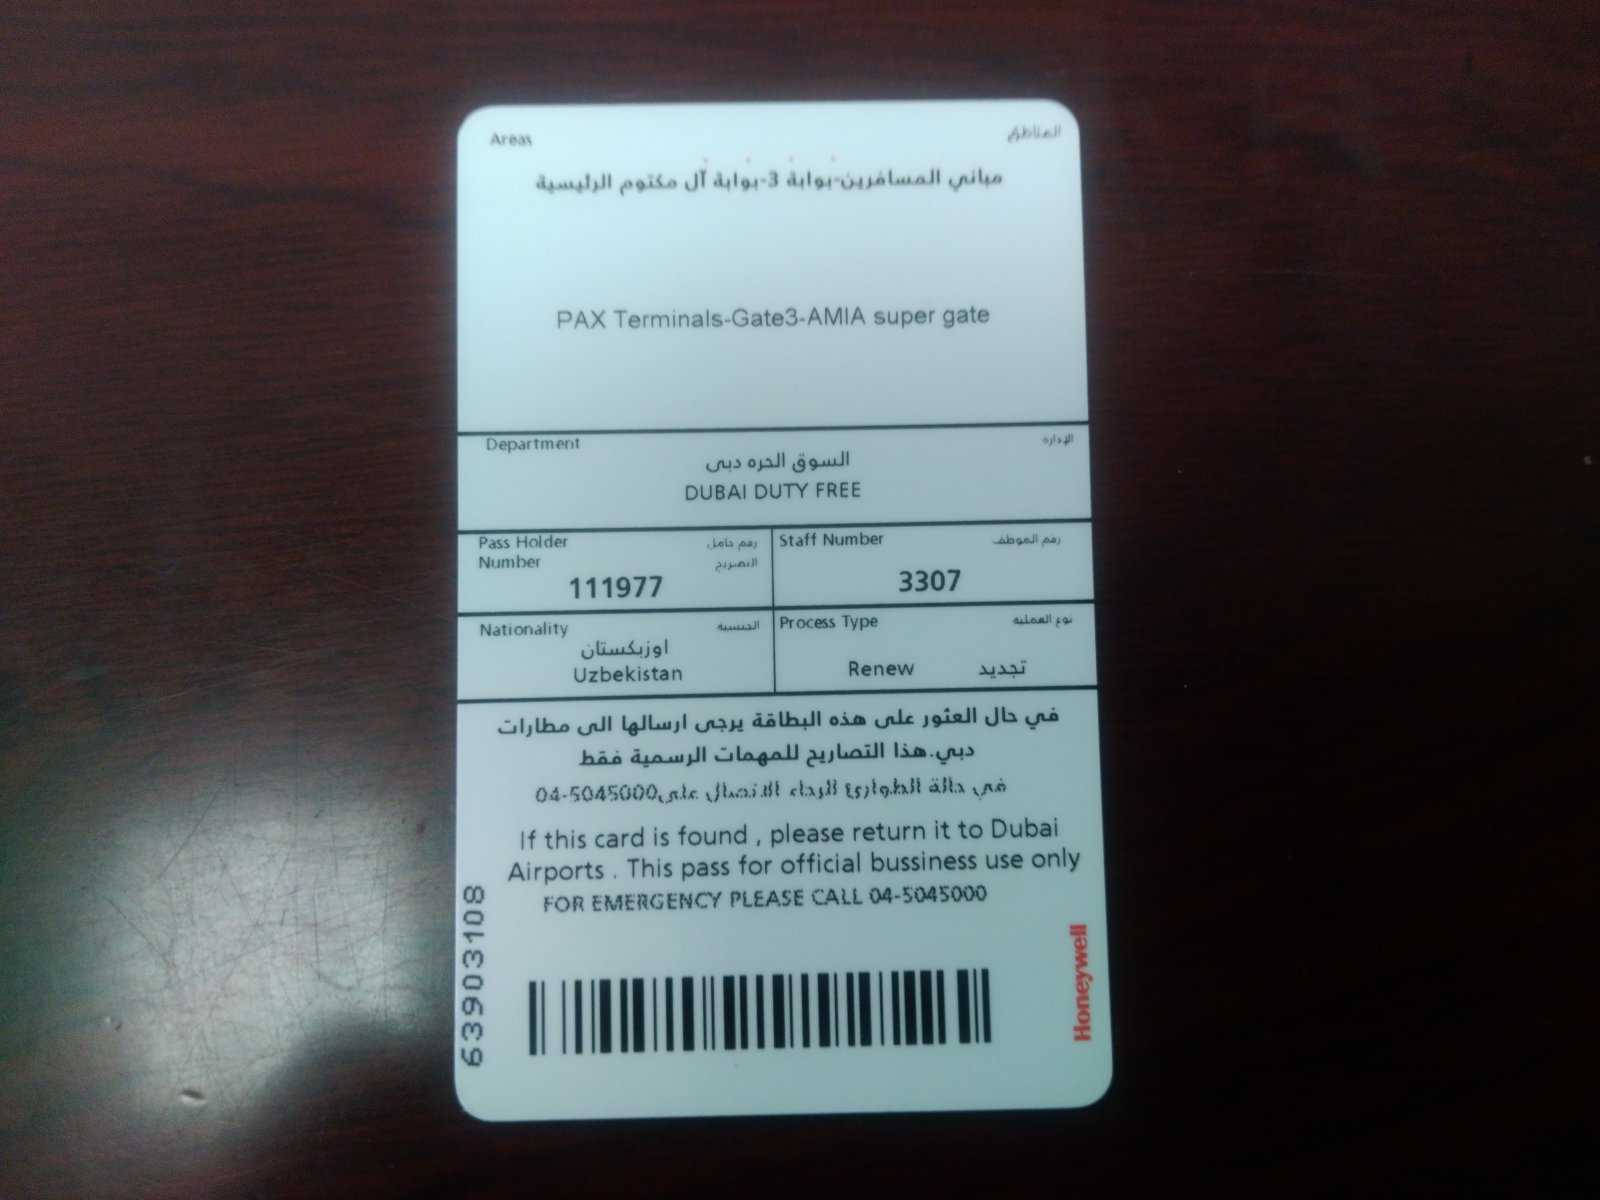 Areas المناطق
مباني المسافرين-بوابة 3-بوابة آل مكتوم الرئيسية
PAX Terminals-Gate3-AMIA super gate
Department الإدارة
السوق الحره دبى
DUBAI DUTY FREE
Pass Holder رقم حامل
Number التصريح
111977
Staff Number رقم الموظف
3307
Nationality الجنسية
اوزبكستان
Uzbekistan
Process Type نوع العملية
Renew تجديد
في حال العثور على هذه البطاقة يرجى ارسالها الى مطارات
دبي.هذا التصاريح للمهمات الرسمية فقط
في حالة الطوارئ الرجاء الاتصال على04-5045000
If this card is found , please return it to Dubai
Airports . This pass for official bussiness use only
FOR EMERGENCY PLEASE CALL 04-5045000
63903108
Honeywell